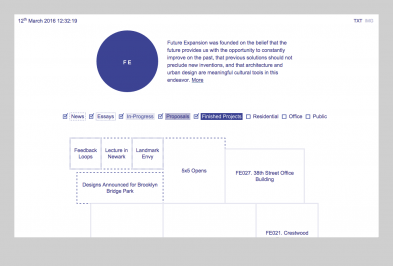 12th March 2016 12:32:19
TXT IMG
F E
Future Expansion was founded on the belief that the
future provides us with the opportunity to constantly
improve on the past, that previous solutions should not
preclude new inventions, and that architecture and
urban design are meaningful cultural tools in this
endeavor. More
News Essays In-Progress Proposals Finished Projects Residential Office Public
Feedback
Loops
Lecture in
Newark
Landmark
Envy
5x5 Opens
FE027. 38th Street Office
Building
Designs Announced for Brooklyn
Bridge Park
FE021. Crestwood